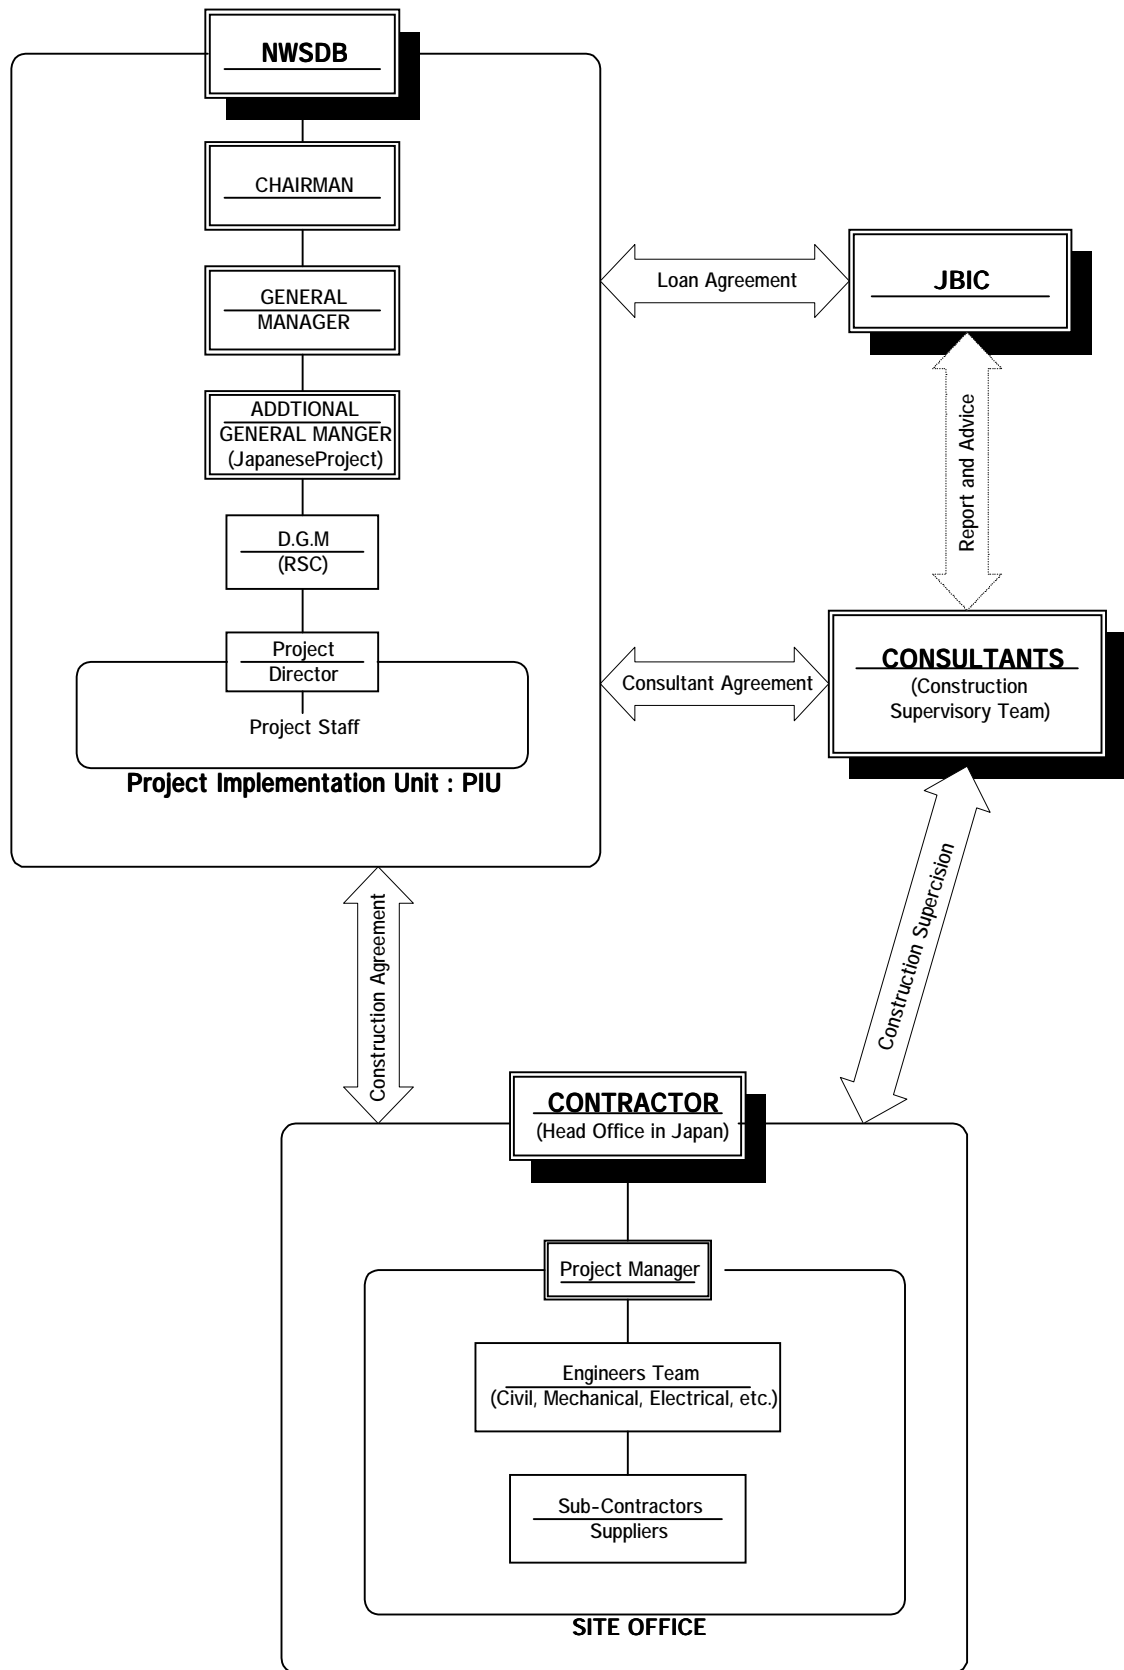 NWSDB
CHAIRMAN
GENERAL
MANAGER
ADDTIONAL
GENERAL MANGER
(JapaneseProject)
D.G.M
(RSC)
Project
Director
Project Staff
Project Implementation Unit : PIU
Loan Agreement
JBIC
Report and Advice
Consultant Agreement
CONSULTANTS
(Construction
Supervisory Team)
Construction Agreement
Construction Supercision
CONTRACTOR
(Head Office in Japan)
Project Manager
Engineers Team
(Civil, Mechanical, Electrical, etc.)
Sub-Contractors
Suppliers
SITE OFFICE